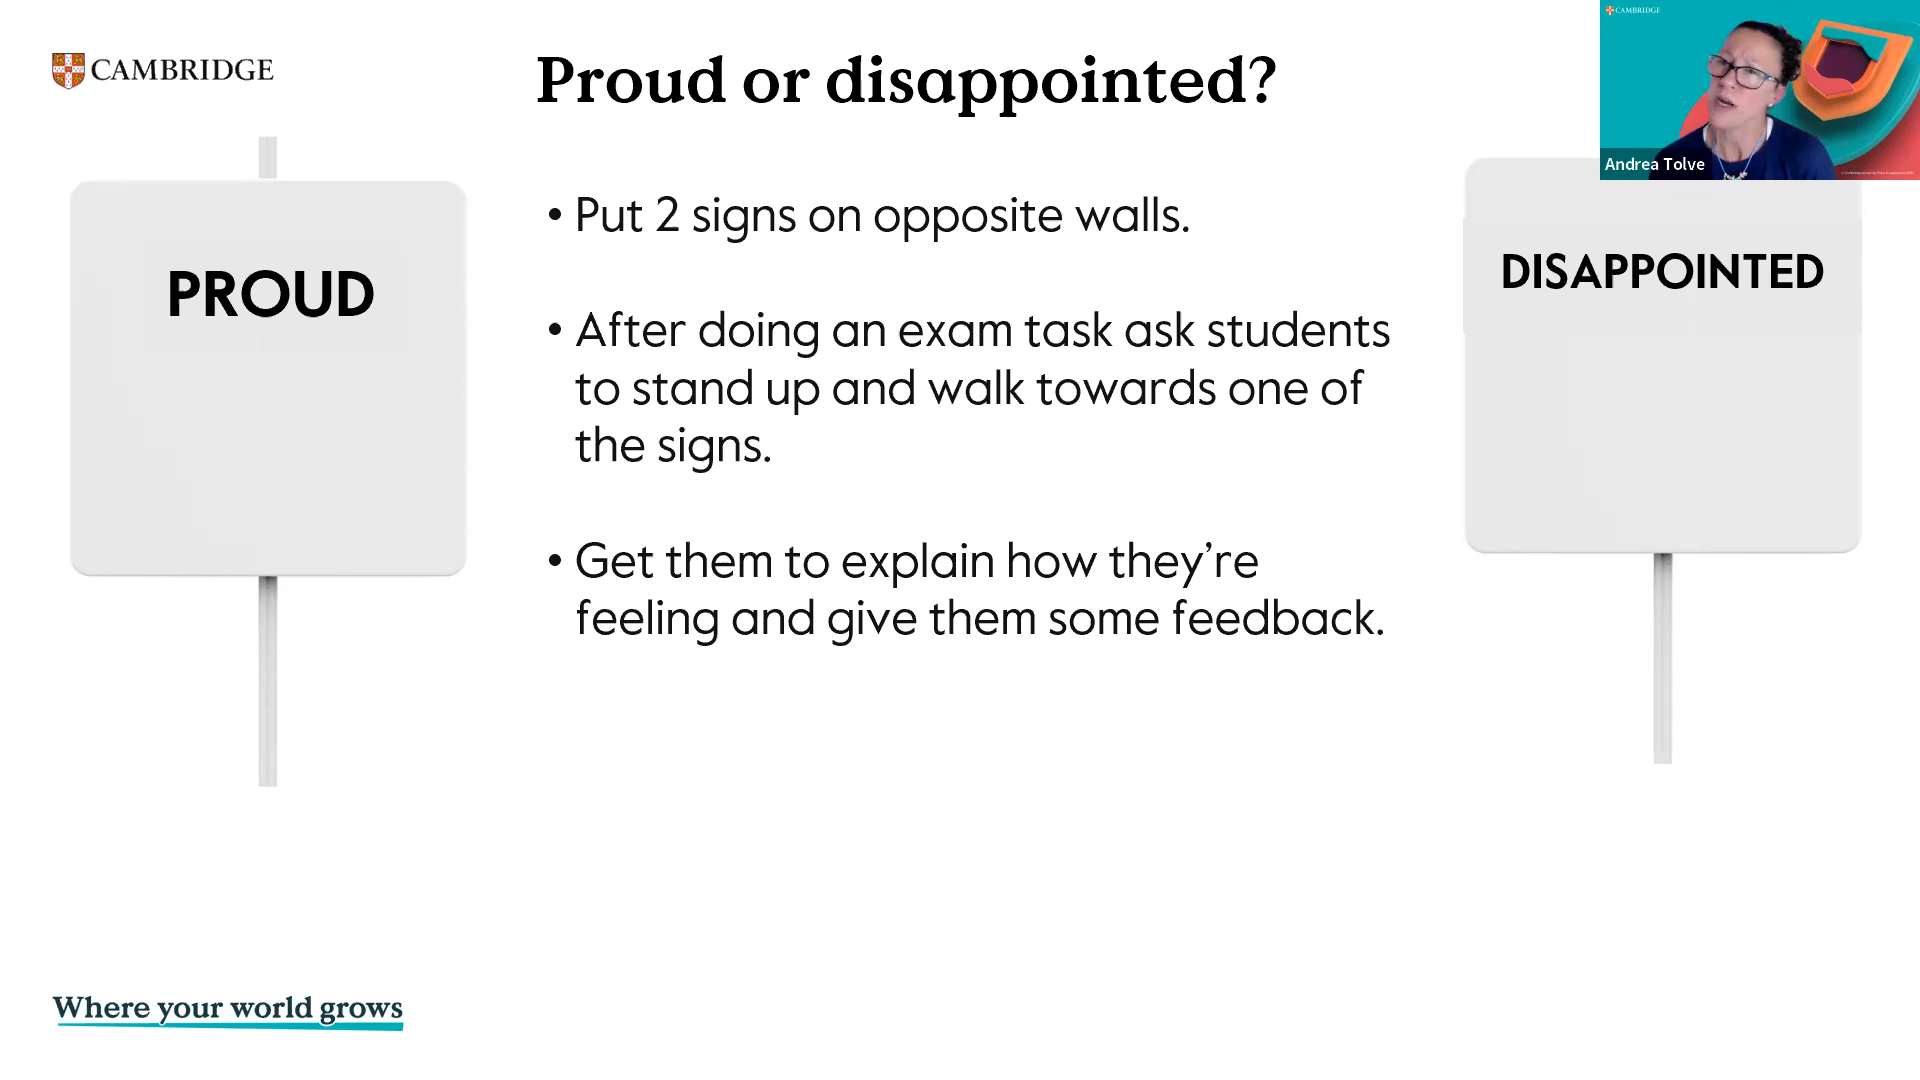 CAMBRIDGE
Proud or disappointed?
CAMBRIDGE
Andrea Tolve
PROUD
• Put 2 signs on opposite walls.
• After doing an exam task ask students
to stand up and walk towards one of
the signs.
• Get them to explain how they’re
feeling and give them some feedback.
DISAPPOINTED
Where your world grows